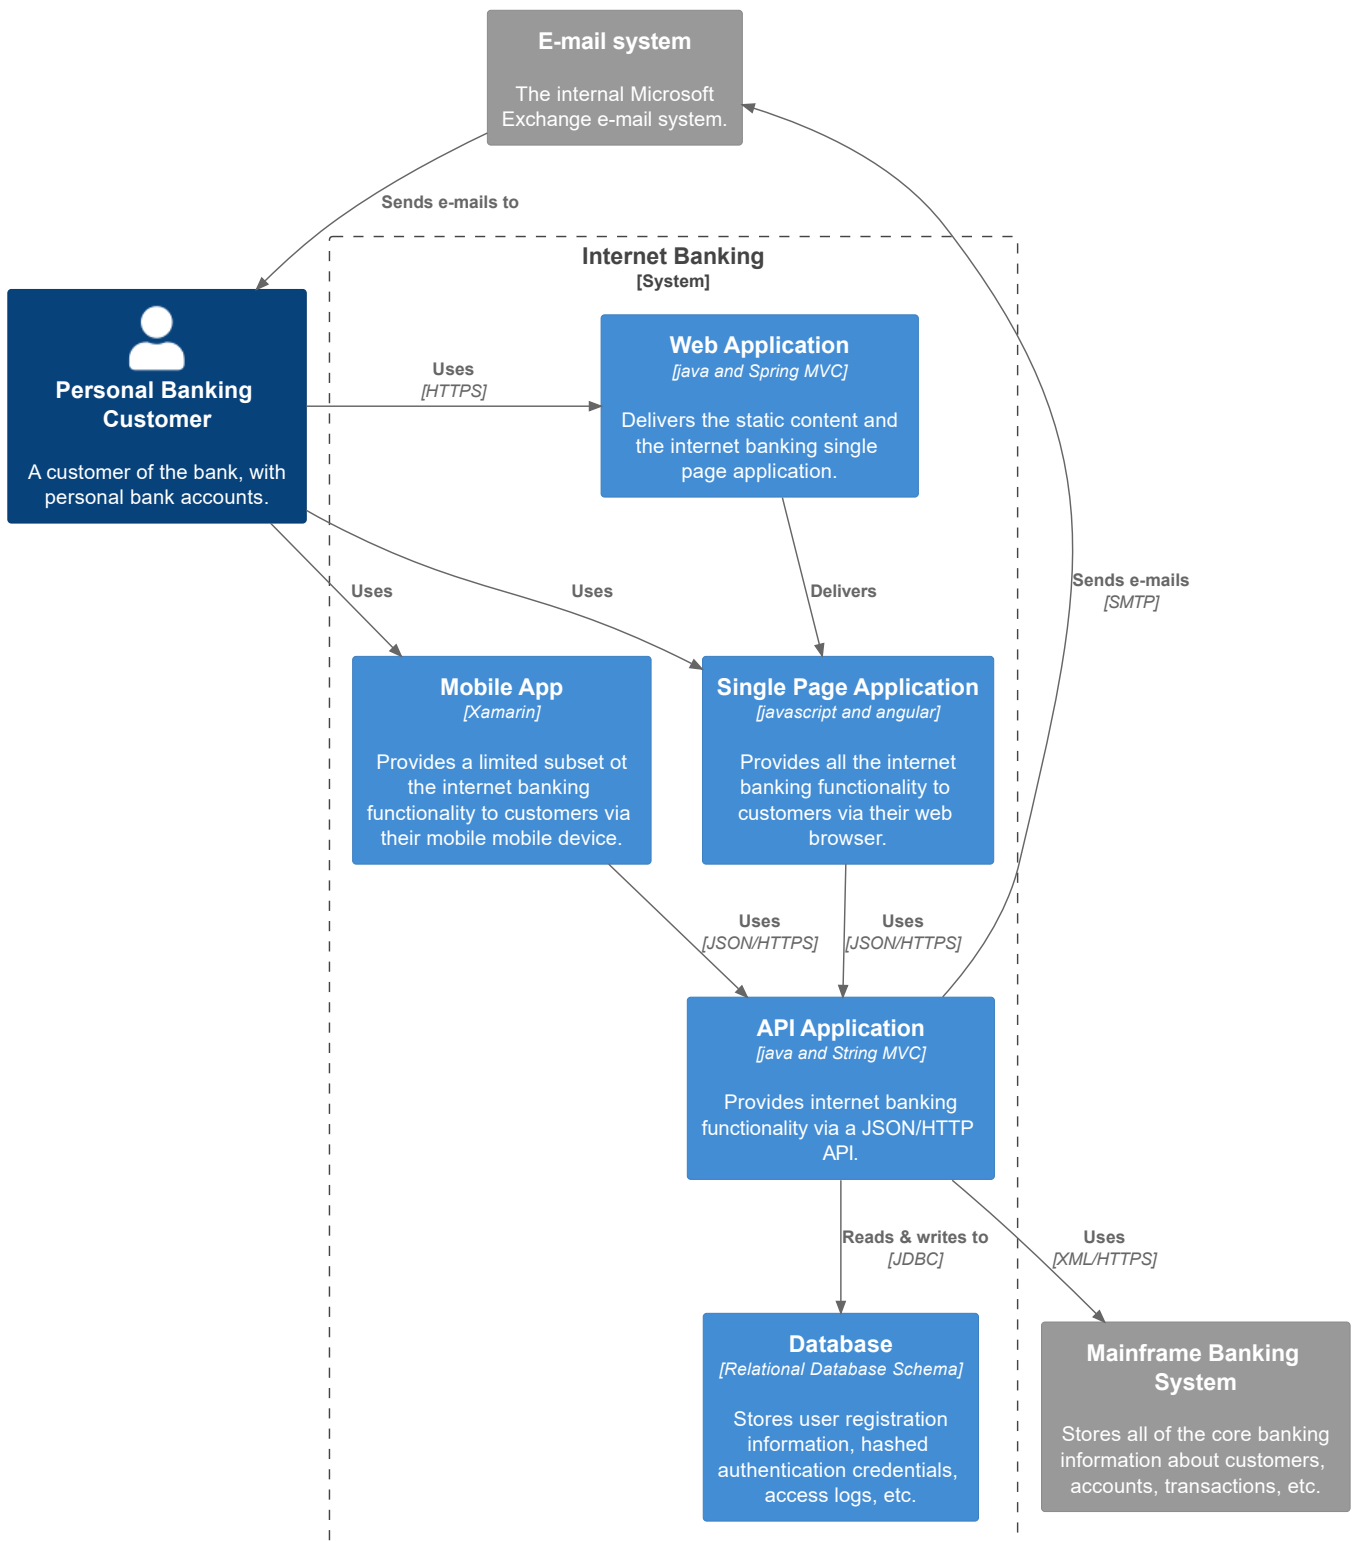 E-mail system
The internal Microsoft
Exchange e-mail system.
Sends e-mails to
Internet Banking
[System]
Personal Banking
Customer
A customer of the bank, with
personal bank accounts.
Uses
[HTTPS]
Web Application
[java and Spring MVC]
Delivers the static content and
the internet banking single
page application.
Uses
Uses
Delivers
Sends e-mails
[SMTP]
Mobile App
[Xamarin]
Provides a limited subset ot
the internet banking
functionality to customers via
their mobile mobile device.
Single Page Application
[javascript and angular]
Provides all the internet
banking functionality to
customers via their web
browser.
Uses
[JSON/HTTPS]
Uses
[JSON/HTTPS]
API Application
[java and String MVC]
Provides internet banking
functionality via a JSON/HTTP
API.
Reads & writes to
[JDBC]
Uses
[XML/HTTPS]
Database
[Relational Database Schema]
Stores user registration
information, hashed
authentication credentials,
access logs, etc.
Mainframe Banking
System
Stores all of the core banking
information about customers,
accounts, transactions, etc.